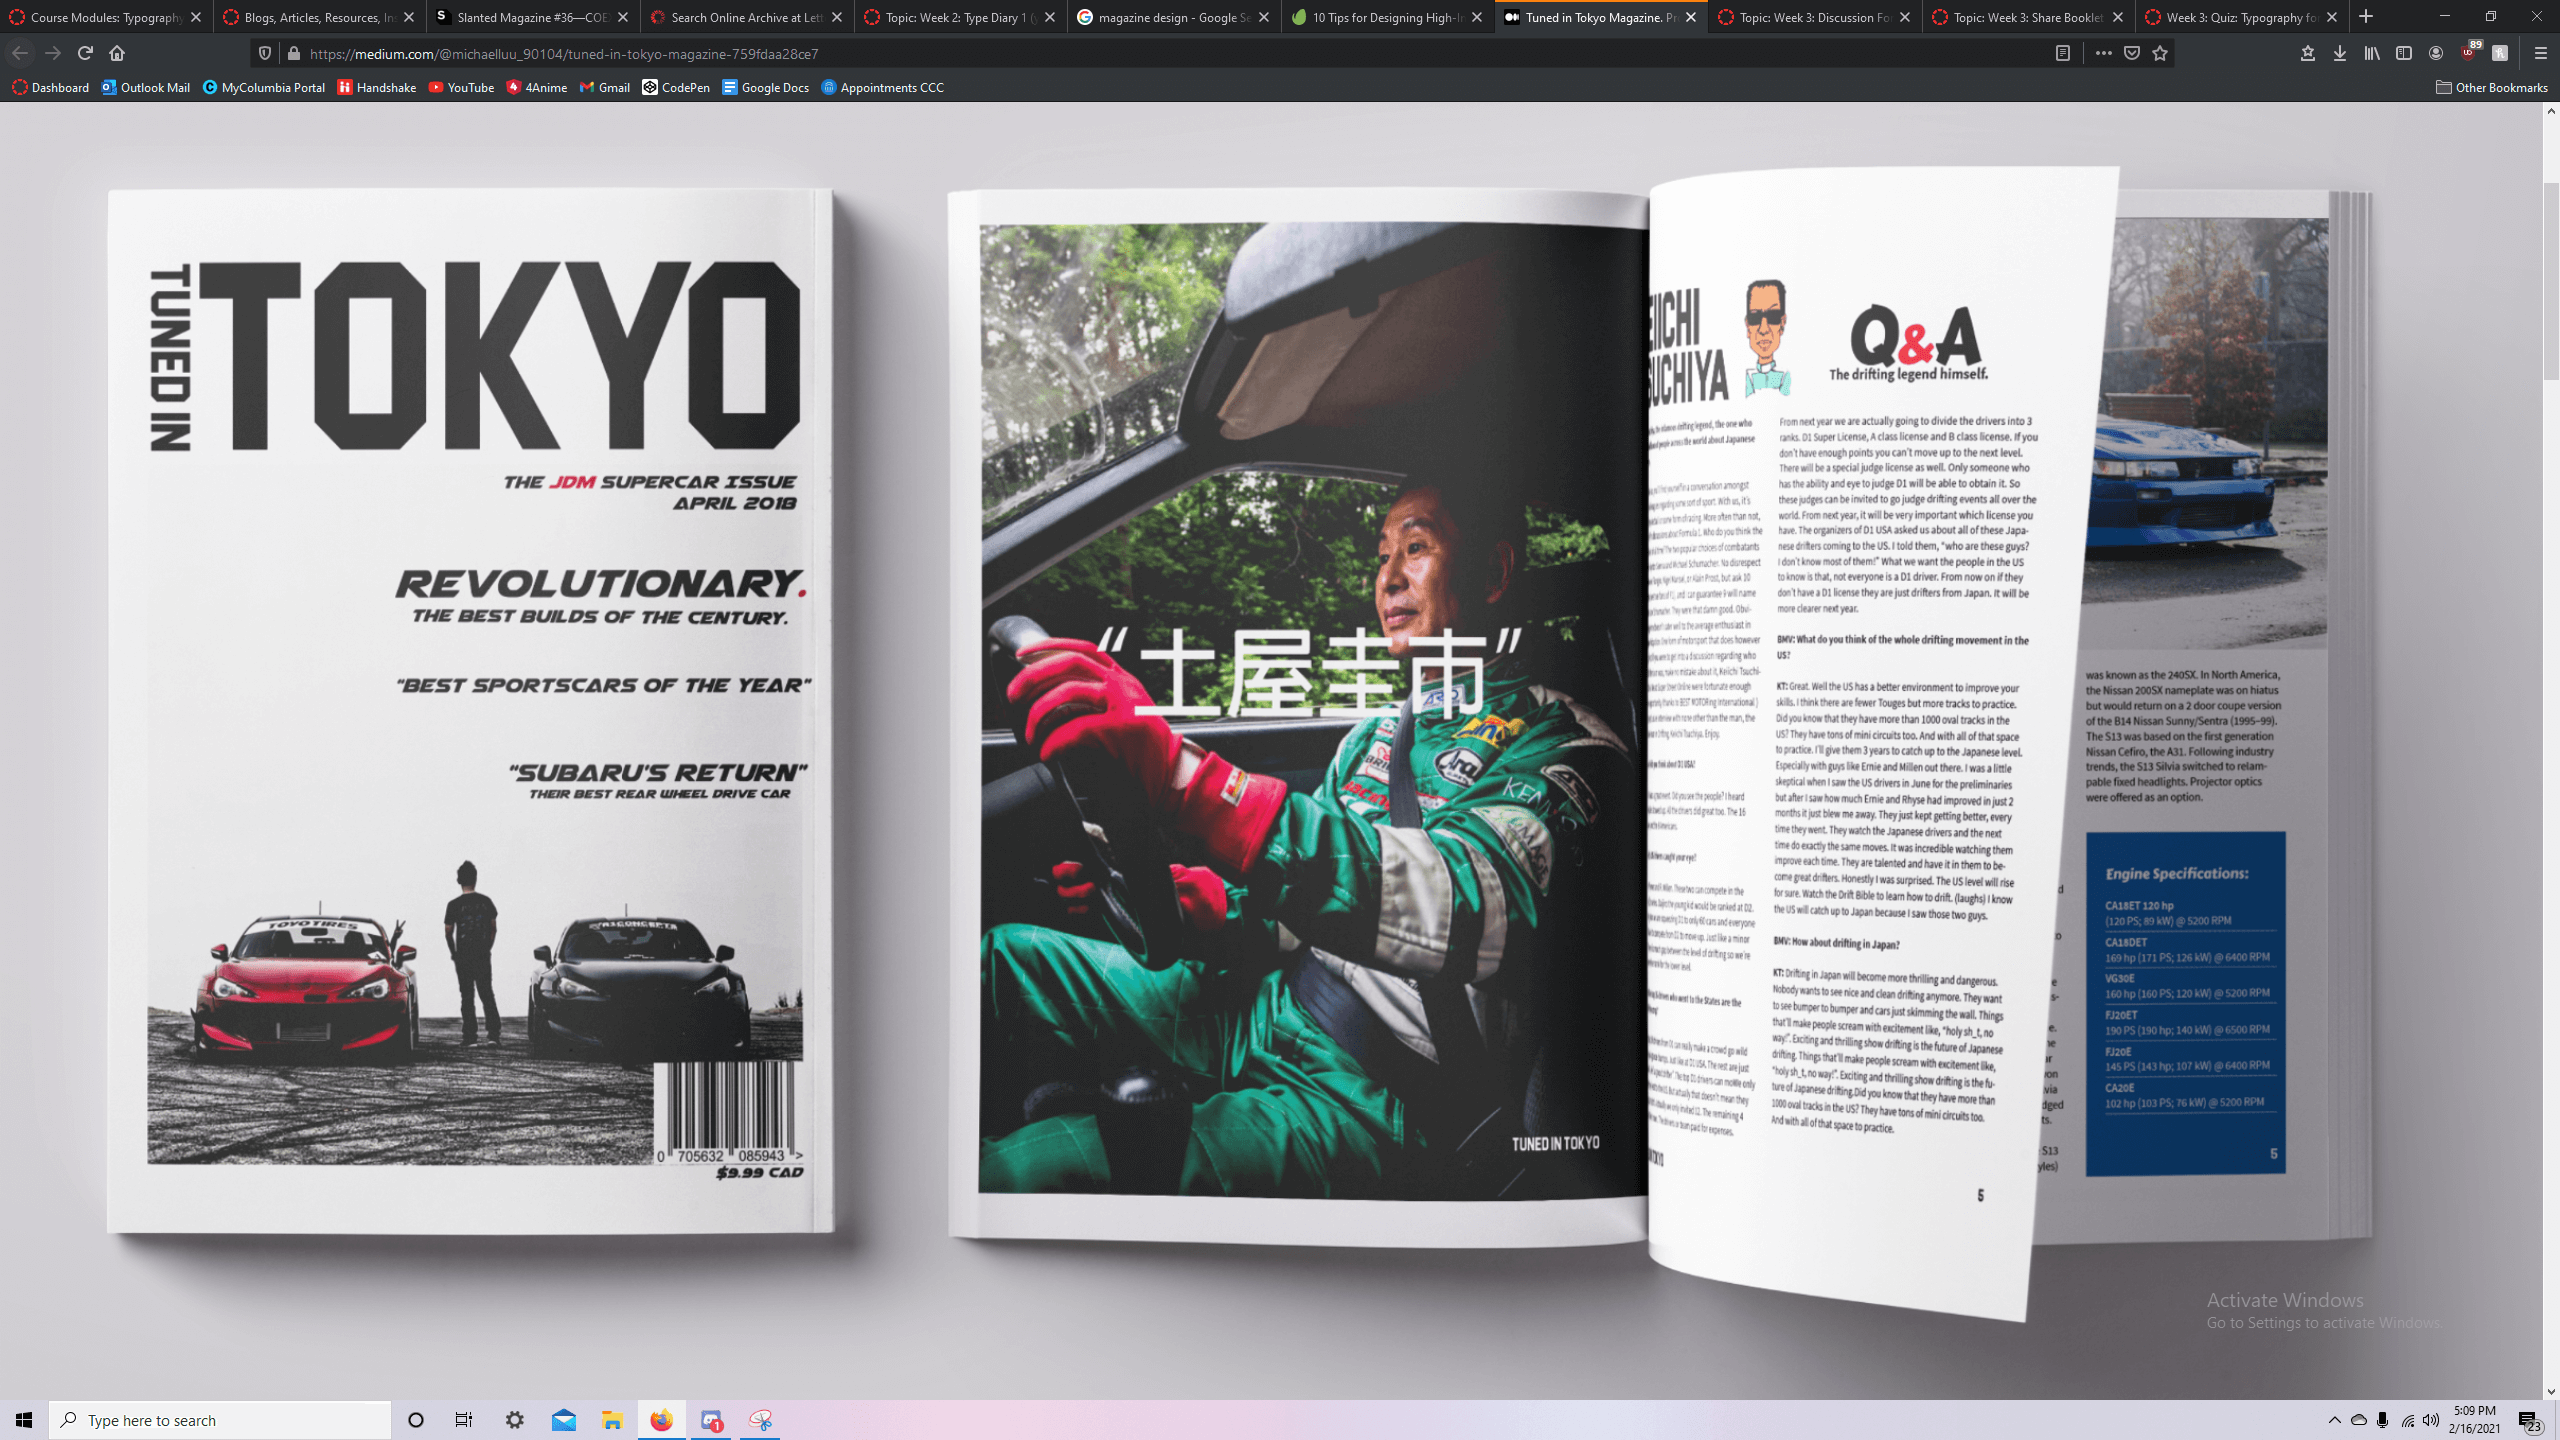 Course Modules: Typography
Blogs, Articles, Resources, In
Slanted Magazine #36—COE
Search Online Archive at Lett
Topic: Week 2: Type Diary 1 (
magazine design - Google Se
10 Tips for Designing High-In
Tuned in Tokyo Magazine. Pr
Topic: Week 3: Discussion Fo
Topic: Week 3: Share Booklet
Week 3: Quiz: Typography fo
https://medium.com/@michaelluu_90104/tuned-in-tokyo-magazine-759fdaa28ce7
89
Dashboard
Outlook Mail
MyColumbia Portal
Handshake
YouTube
4Anime
Gmail
CodePen
Google Docs
Appointments CCC
Other Bookmarks
TUNED IN
TOKYO
THE JDM SUPERCAR ISSUE
APRIL 2018
REVOLUTIONARY.
THE BEST BUILDS OF THE CENTURY.
"BEST SPORTSCARS OF THE YEAR"
"SUBARU'S RETURN"
THEIR BEST REAR WHEEL DRIVE CAR
TOYO TIRES
0 705632 085943 >
$9.99 CAD
“土屋圭市”
Arai
TUNED IN TOKYO
EIICHI
SUCHIYA
Q&A
The drifting legend himself.
From next year we are actually going to divide the drivers into 3
ranks. D1 Super License, A class license and B class license. If you
don't have enough points you can't move up to the next level.
There will be a special judge license as well. Only someone who
has the ability and eye to judge D1 will be able to obtain it. So
these judges can be invited to go judge drifting events all over the
world. From next year, it will be very important which license you
have. The organizers of D1 USA asked us about all of these Japa-
nese drifters coming to the US. I told them, "who are these guys?
I don't know most of them!" What we want the people in the US
to know is that, not everyone is a D1 driver. From now on if they
don't have a D1 license they are just drifters from Japan. It will be
more clearer next year.
BMV: What do you think of the whole drifting movement in the
US?
KT: Great. Well the US has a better environment to improve your
skills. I think there are fewer Touges but more tracks to practice.
Did you know that they have more than 1000 oval tracks in the
US? They have tons of mini circuits too. And with all of that space
to practice. I'll give them 3 years to catch up to the Japanese level.
Especially with guys like Ernie and Millen out there. I was a little
skeptical when I saw the US drivers in June for the preliminaries
but after I saw how much Ernie and Rhyse had improved in just 2
months it just blew me away. They just kept getting better, every
time they went. They watch the Japanese drivers and the next
time do exactly the same moves. It was incredible watching them
improve each time. They are talented and have it in them to be-
come great drifters. Honestly I was surprised. The US level will rise
for sure. Watch the Drift Bible to learn how to drift. (laughs) I know
the US will catch up to Japan because I saw those two guys.
BMV: How about drifting in Japan?
KT: Drifting in Japan will become more thrilling and dangerous.
Nobody wants to see nice and clean drifting anymore. They want
to see bumper to bumper and cars just skimming the wall. Things
that'll make people scream with excitement like, "holy sh_t, no
way!". Exciting and thrilling show drifting is the future of Japanese
drifting. Things that'll make people scream with excitement like,
"holy sh_t, no way!". Exciting and thrilling show drifting is the fu-
ture of Japanese drifting.Did you know that they have more than
1000 oval tracks in the US? They have tons of mini circuits too.
And with all of that space to practice.
5
was known as the 240SX. In North America,
the Nissan 200SX nameplate was on hiatus
but would return on a 2 door coupe version
of the B14 Nissan Sunny/Sentra (1995–99).
The S13 was based on the first generation
Nissan Cefiro, the A31. Following industry
trends, the S13 Silvia switched to relam-
pable fixed headlights. Projector optics
were offered as an option.
Engine Specifications:
CA18ET 120 hp
(120 PS; 89 kW) @ 5200 RPM
CA18DET
169 hp (171 PS; 126 kW) @ 6400 RPM
VG30E
160 hp (160 PS; 120 kW) @ 5200 RPM
FJ20ET
190 PS (190 hp; 140 kW) @ 6500 RPM
FJ20E
145 PS (143 hp; 107 kW) @ 6400 RPM
CA20E
102 hp (103 PS; 76 kW) @ 5200 RPM
5
Activate Windows
Go to Settings to activate Windows.
Type here to search
1
5:09 PM
2/16/2021
23